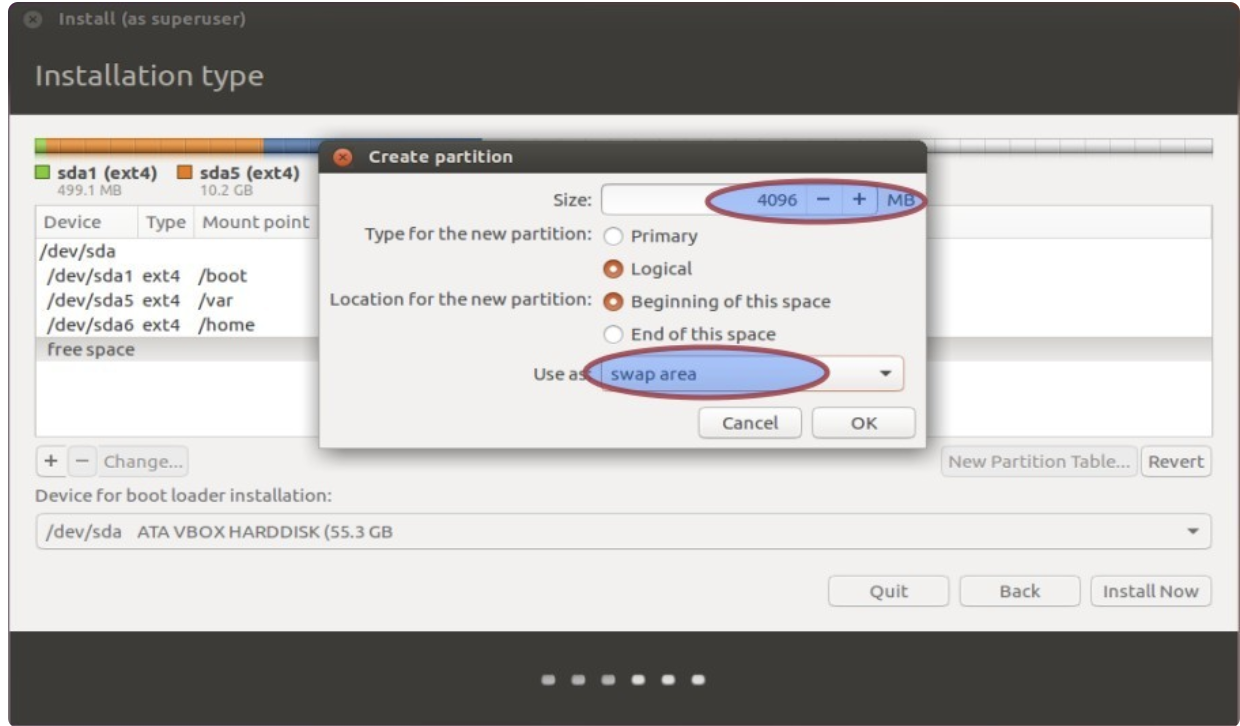 Install (as superuser)
Installation type
sda1 (ext4) sda5 (ext4)
499.1 MB 10.2 GB
Device Type Mount point
/dev/sda
/dev/sda1 ext4 /boot
/dev/sda5 ext4 /var
/dev/sda6 ext4 /home
free space
Create partition
Size: 4096 − + MB
Type for the new partition: Primary
Logical
Location for the new partition: Beginning of this space
End of this space
Use as: swap area
Cancel OK
+ − Change... New Partition Table... Revert
Device for boot loader installation:
/dev/sda ATA VBOX HARDDISK (55.3 GB
Quit Back Install Now